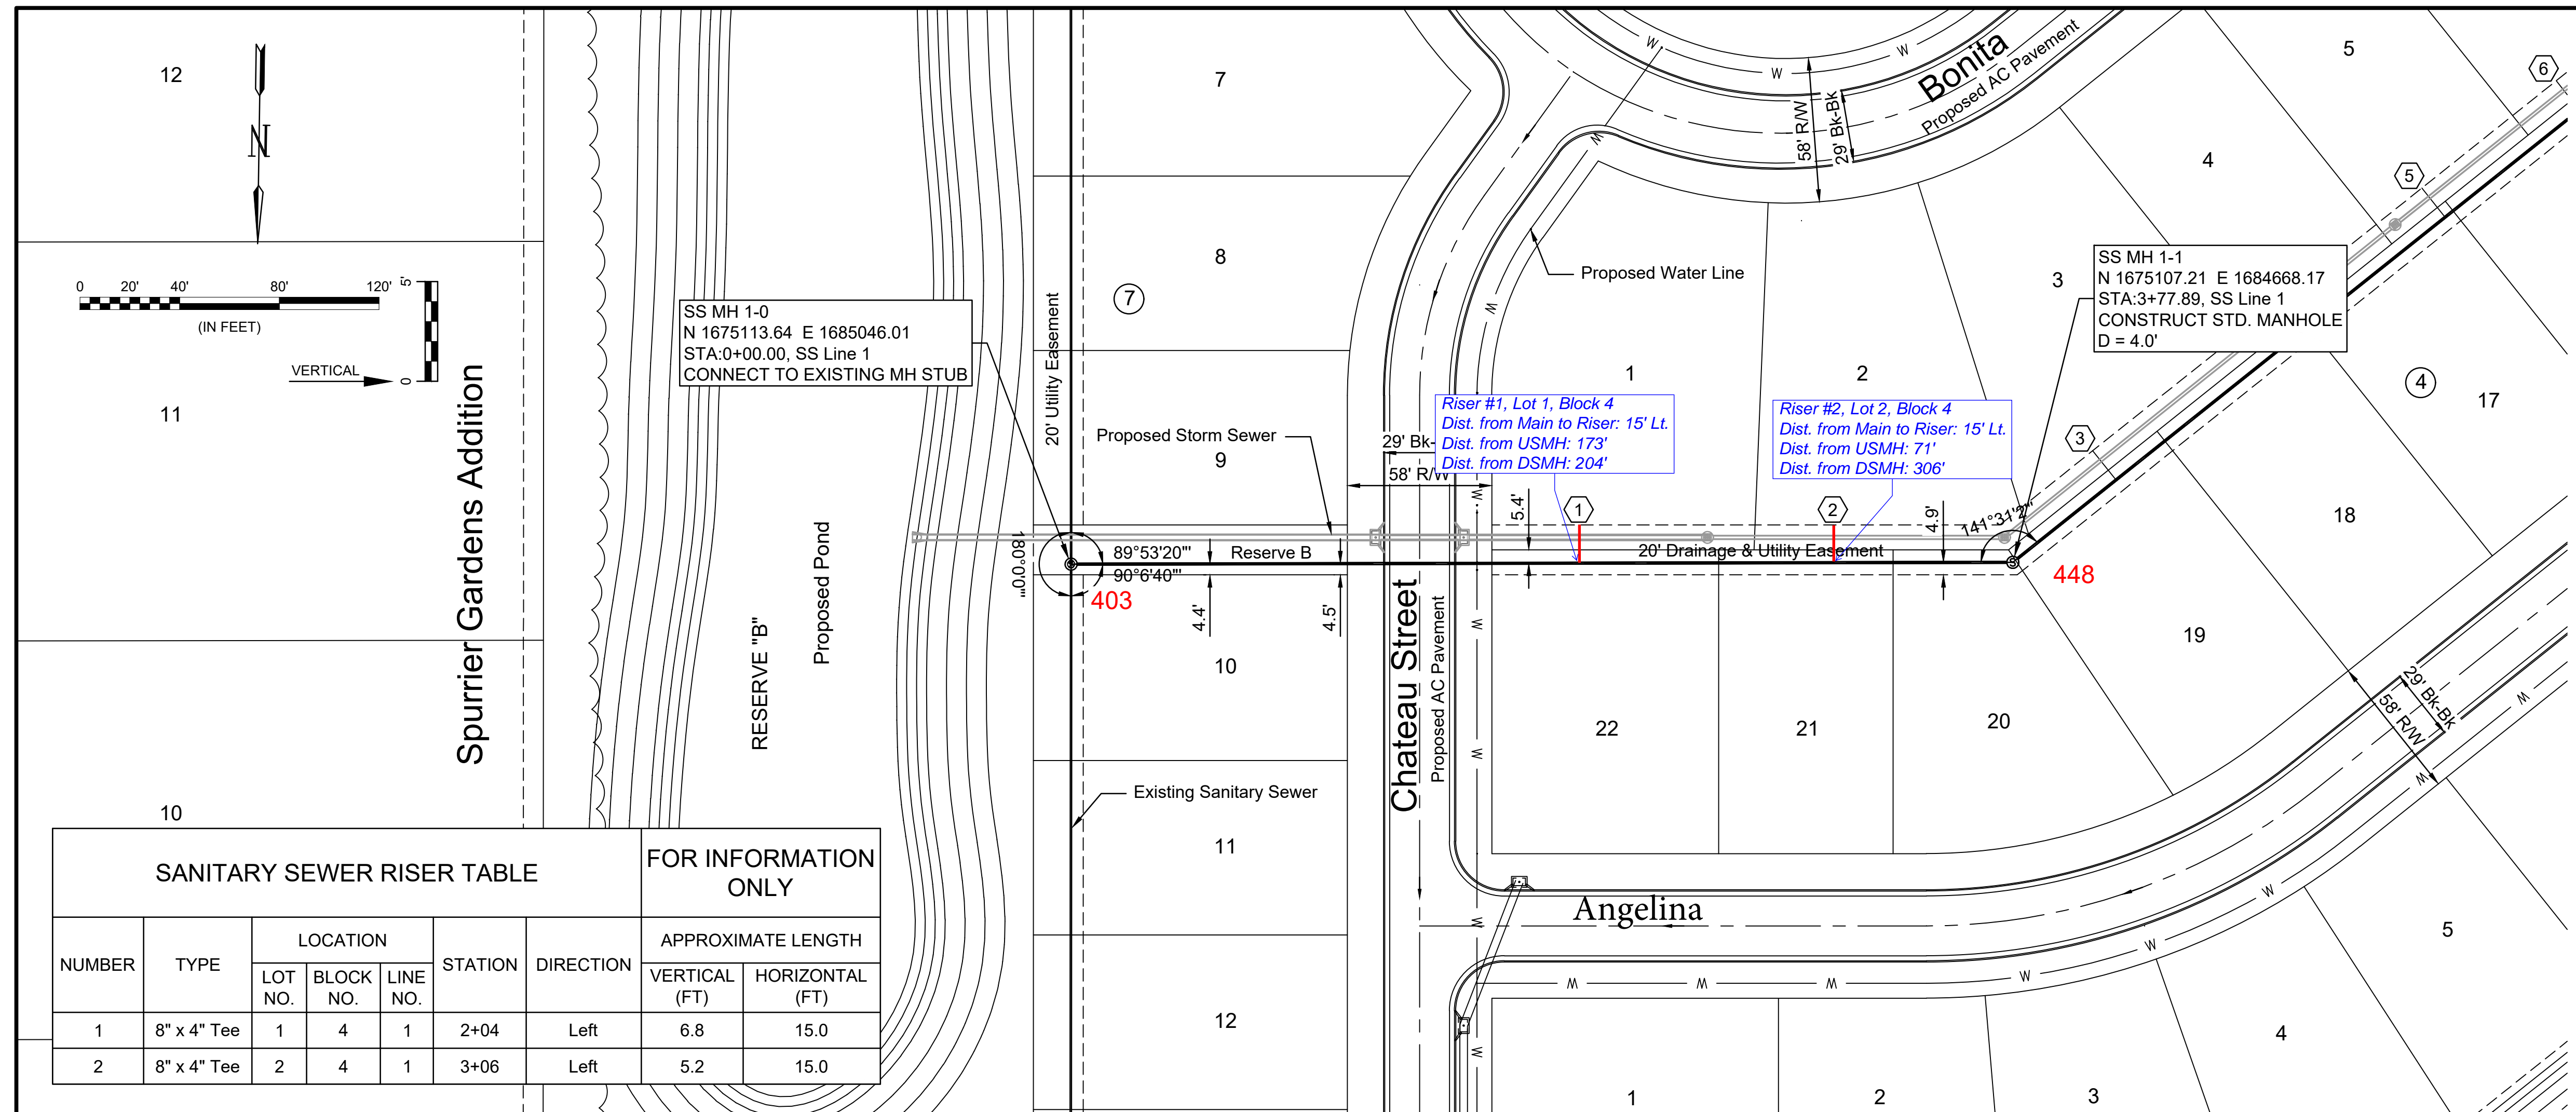 12
N
0 20' 40' 80' 120'
(IN FEET)
5'
0
VERTICAL
11
10
Spurrier Gardens Addition
RESERVE "B"
Proposed Pond
SS MH 1-0
N 1675113.64 E 1685046.01
STA:0+00.00, SS Line 1
CONNECT TO EXISTING MH STUB
20' Utility Easement
7
8
7
Proposed Storm Sewer
9
180°0'0"
89°53'20"
90°6'40"
403
Reserve B
4.4'
4.5'
10
Existing Sanitary Sewer
11
12
29' Bk-
58' R/W
Chateau Street
Proposed AC Pavement
W
W
W
W
W
W
W
W
W
W
W
Bonita
Proposed AC Pavement
58' R/W
29' Bk-Bk
Proposed Water Line
1
2
3
4
5
6
5
3
4
17
18
19
20
21
22
Riser #1, Lot 1, Block 4
Dist. from Main to Riser: 15' Lt.
Dist. from USMH: 173'
Dist. from DSMH: 204'
Riser #2, Lot 2, Block 4
Dist. from Main to Riser: 15' Lt.
Dist. from USMH: 71'
Dist. from DSMH: 306'
5.4'
1
2
4.9'
20' Drainage & Utility Easement
141°31'2"
448
SS MH 1-1
N 1675107.21 E 1684668.17
STA:3+77.89, SS Line 1
CONSTRUCT STD. MANHOLE
D = 4.0'
29' Bk-Bk
58' R/W
Angelina
W
W
W
W
W
W
W
W
1
2
3
4
5
SANITARY SEWER RISER TABLE
FOR INFORMATION
ONLY
NUMBER TYPE LOCATION STATION DIRECTION APPROXIMATE LENGTH
LOT NO. BLOCK NO. LINE NO. VERTICAL (FT) HORIZONTAL (FT)
1 8" x 4" Tee 1 4 1 2+04 Left 6.8 15.0
2 8" x 4" Tee 2 4 1 3+06 Left 5.2 15.0